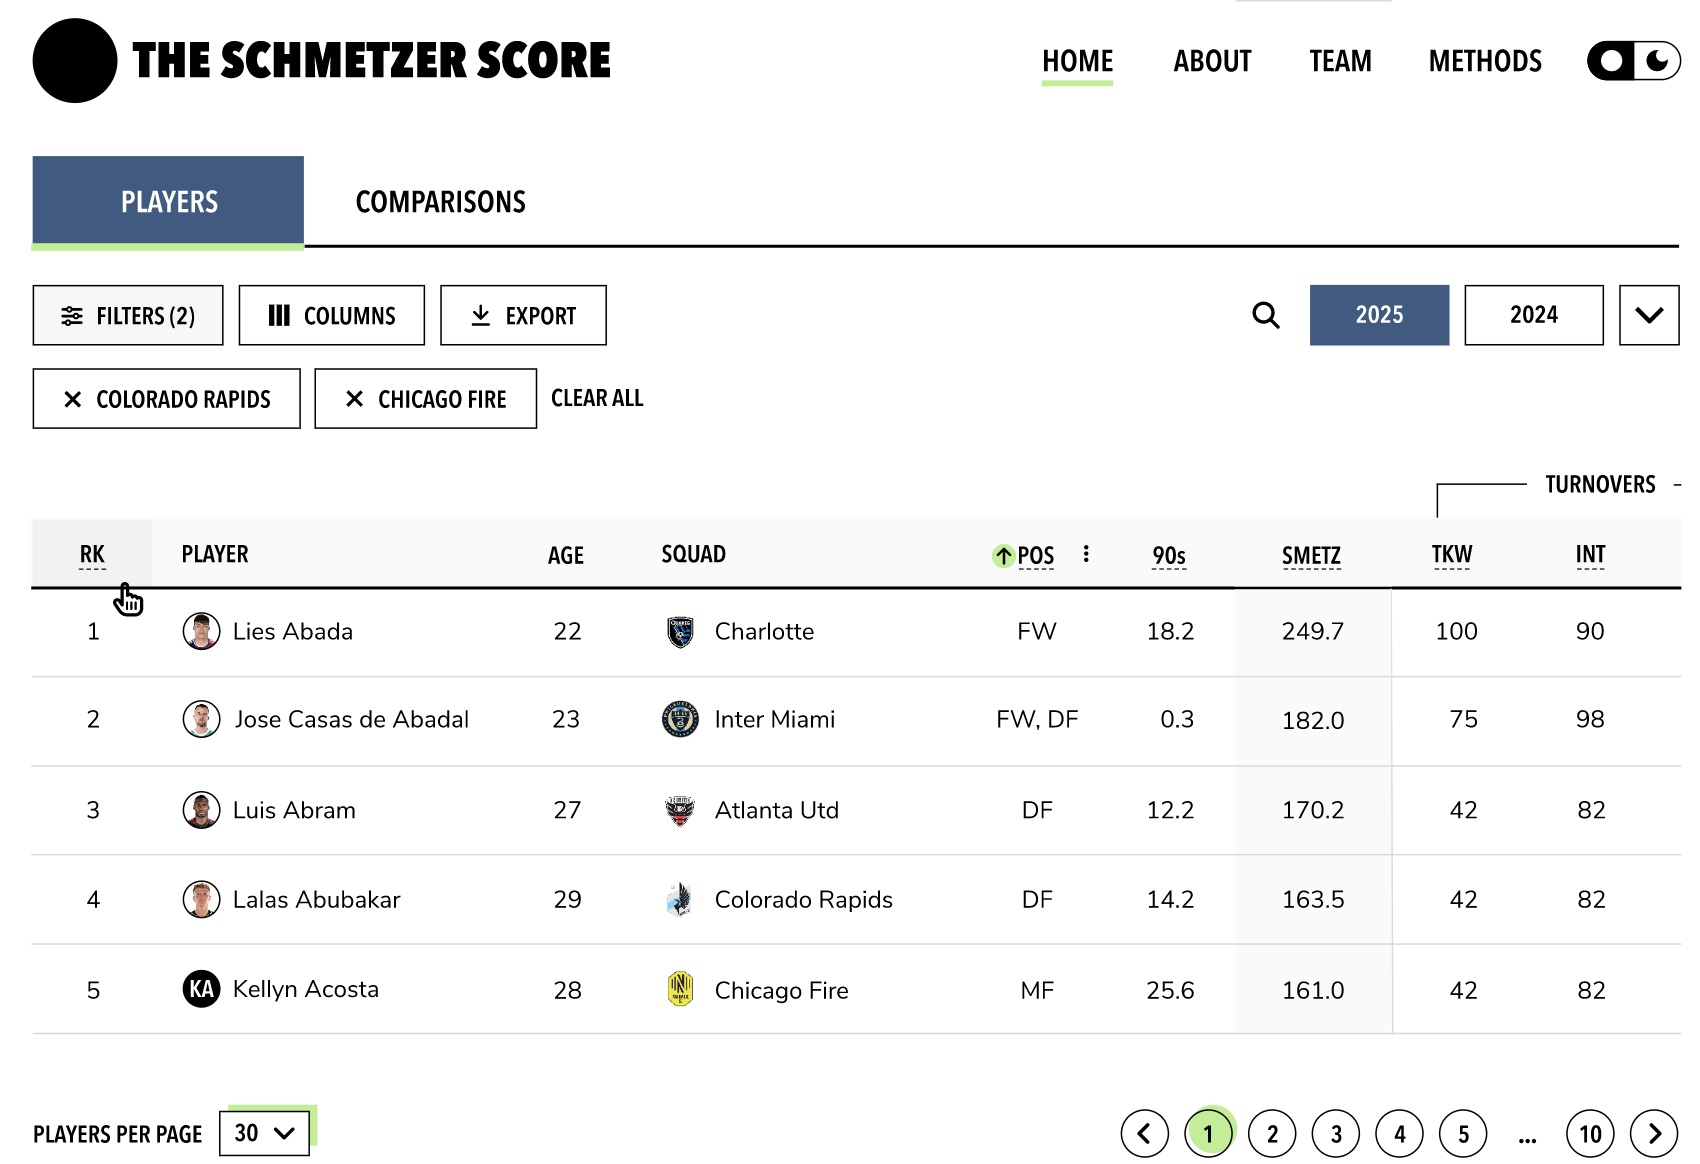 THE SCHMETZER SCORE HOME ABOUT TEAM METHODS
PLAYERS COMPARISONS
FILTERS (2) COLUMNS EXPORT 2025 2024
COLORADO RAPIDS CHICAGO FIRE CLEAR ALL
TURNOVERS
RK PLAYER AGE SQUAD POS 90s SMETZ TKW INT
1 Lies Abada 22 Charlotte FW 18.2 249.7 100 90
2 Jose Casas de Abadal 23 Inter Miami FW, DF 0.3 182.0 75 98
3 Luis Abram 27 Atlanta Utd DF 12.2 170.2 42 82
4 Lalas Abubakar 29 Colorado Rapids DF 14.2 163.5 42 82
5 KA Kellyn Acosta 28 Chicago Fire MF 25.6 161.0 42 82
PLAYERS PER PAGE 30 1 2 3 4 5 ... 10